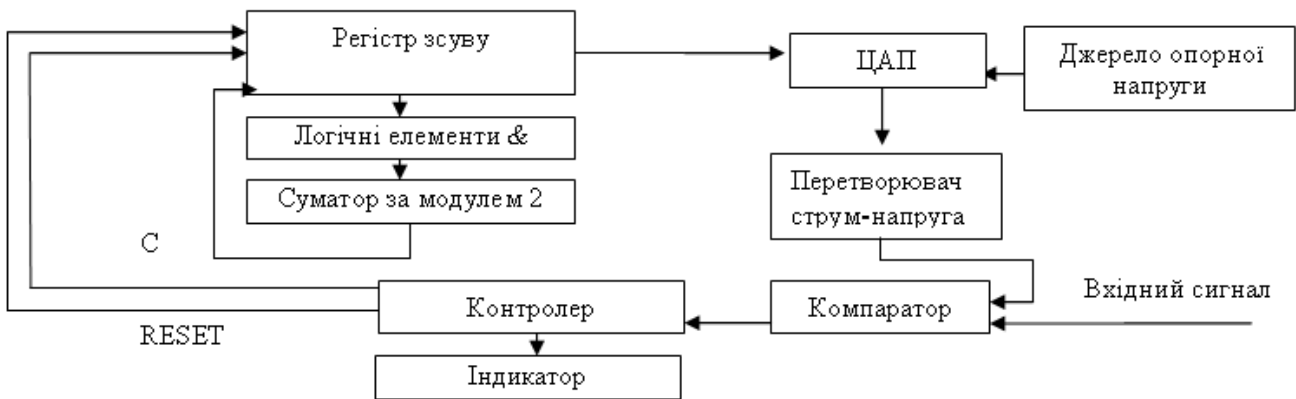 Регістр зсуву
ЦАП
Джерело опорної
напруги
Логічні елементи &
Суматор за модулем 2
Перетворювач
струм-напруга
С
Контролер
Компаратор
Вхідний сигнал
RESET
Індикатор